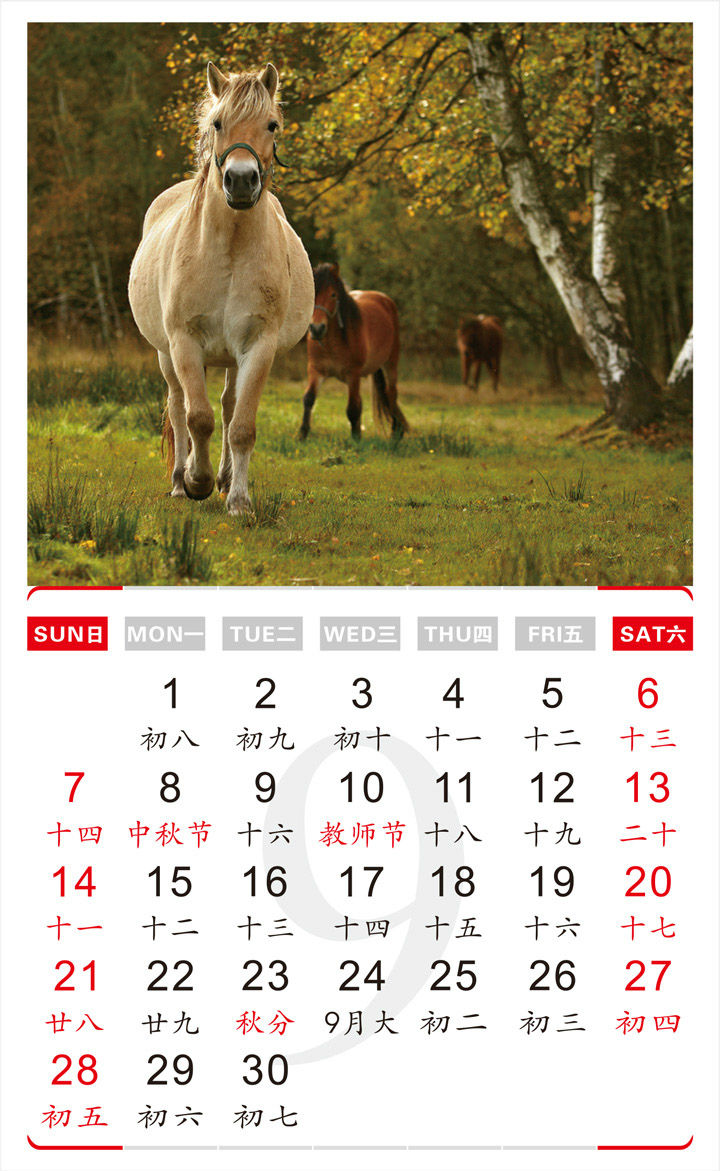 SUN日 MON一 TUE二 WED三 THU四 FRI五 SAT六
1 2 3 4 5 6
初八 初九 初十 十一 十二 十三
7 8 9 10 11 12 13
十四 中秋节 十六 教师节 十八 十九 二十
14 15 16 17 18 19 20
十一 十二 十三 十四 十五 十六 十七
21 22 23 24 25 26 27
廿八 廿九 秋分 9月大 初二 初三 初四
28 29 30
初五 初六 初七
9